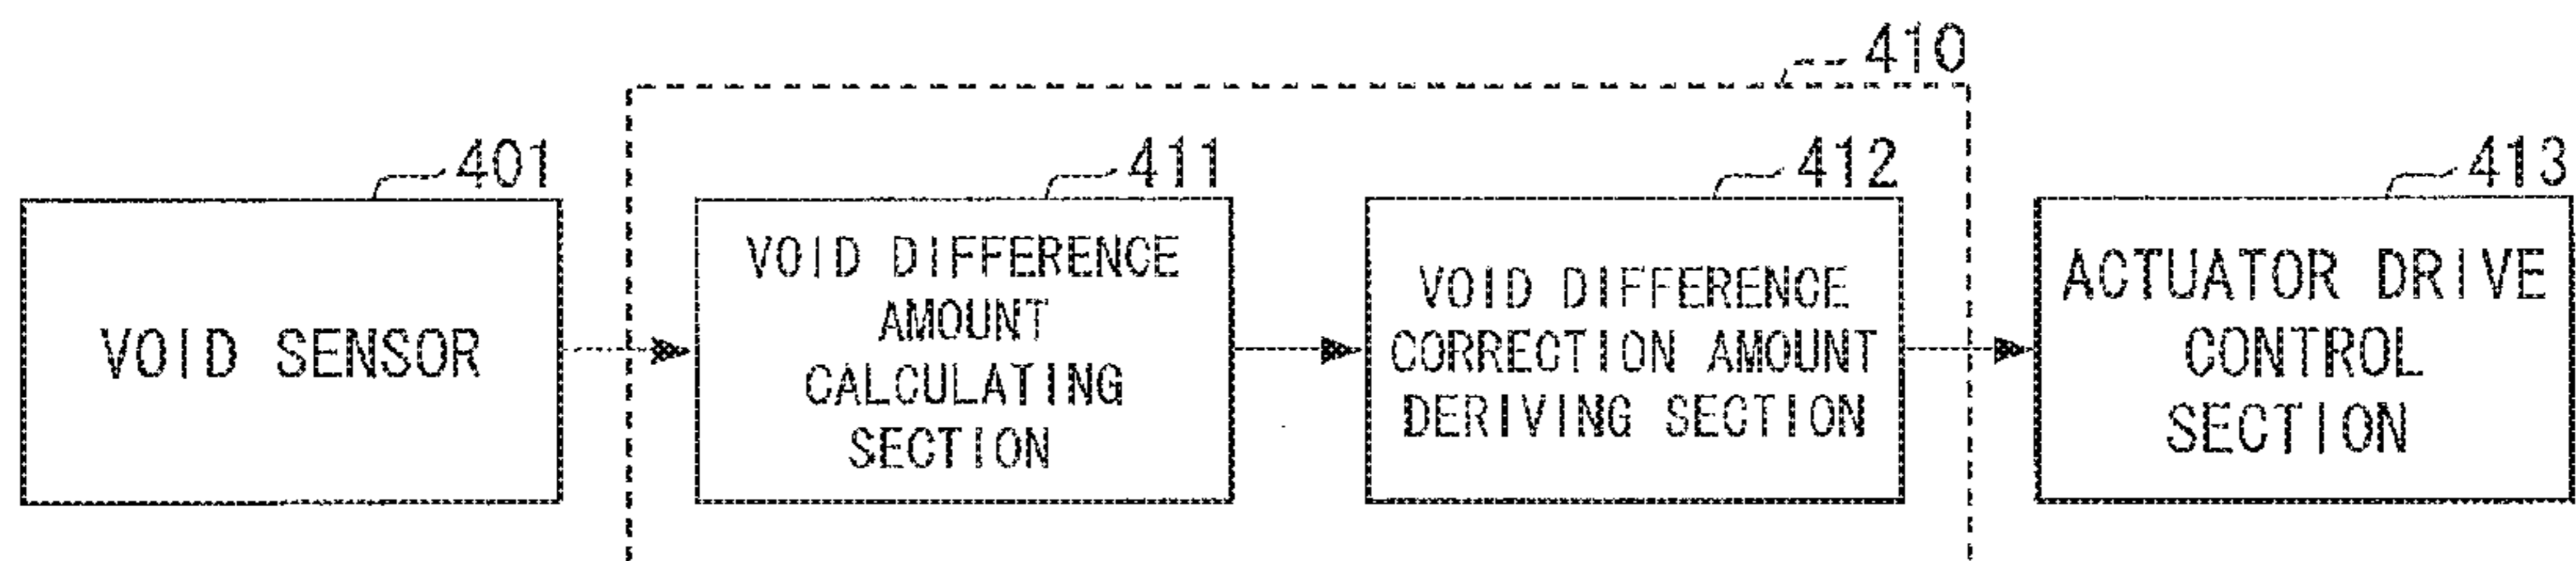 410
401
411
412
413
VOID SENSOR
VOID DIFFERENCE
AMOUNT
CALCULATING
SECTION
VOID DIFFERENCE
CORRECTION AMOUNT
DERIVING SECTION
ACTUATOR DRIVE
CONTROL
SECTION